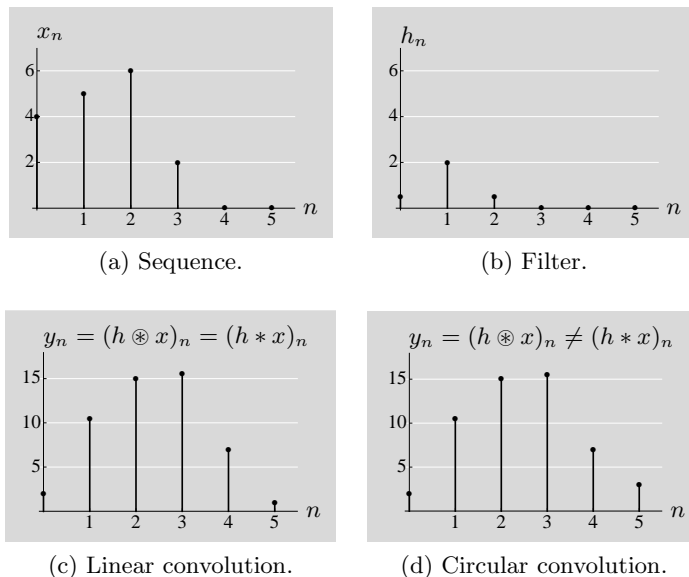 x_n
6
4
2
1 2 3 4 5 n
(a) Sequence.
h_n
6
4
2
1 2 3 4 5 n
(b) Filter.
y_n = (h ⊛ x)_n = (h ∗ x)_n
15
10
5
1 2 3 4 5 n
(c) Linear convolution.
y_n = (h ⊛ x)_n ≠ (h ∗ x)_n
15
10
5
1 2 3 4 5 n
(d) Circular convolution.